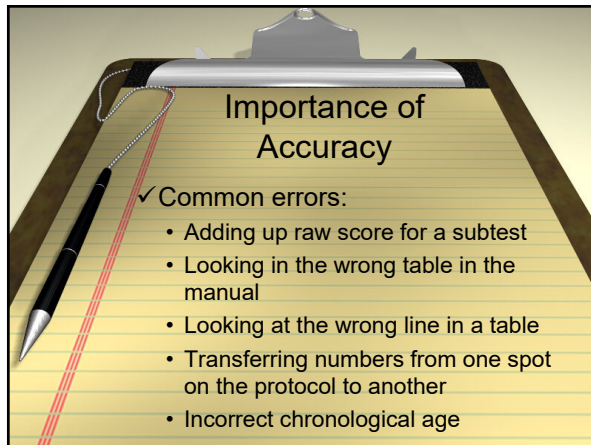 Importance of
Accuracy
✓Common errors:
• Adding up raw score for a subtest
• Looking in the wrong table in the
manual
• Looking at the wrong line in a table
• Transferring numbers from one spot
on the protocol to another
• Incorrect chronological age